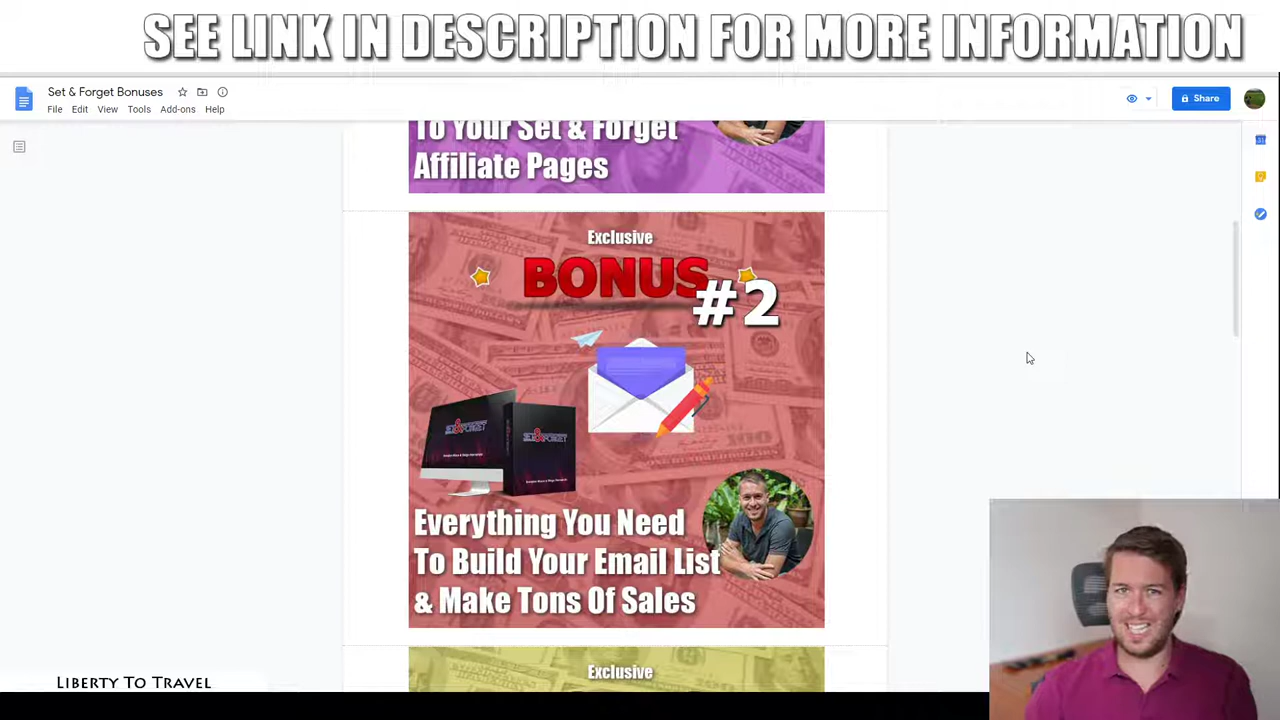 SEE LINK IN DESCRIPTION FOR MORE INFORMATION
Set & Forget Bonuses
File Edit View Tools Add-ons Help
Share
To Your Set & Forget
Affiliate Pages
Exclusive
BONUS
#2
Everything You Need
To Build Your Email List
& Make Tons Of Sales
Exclusive
LIBERTY TO TRAVEL